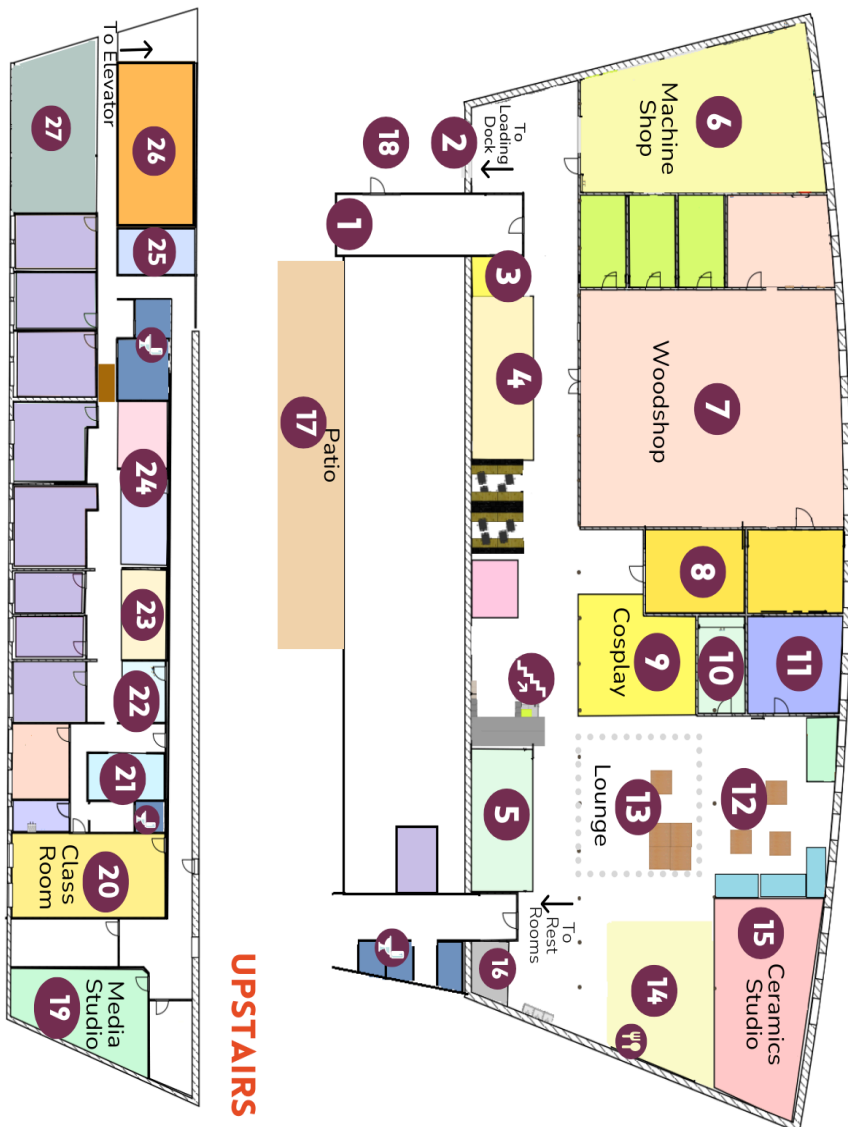 6
Machine
Shop
7
Woodshop
11
10
8
9
Cosplay
12
13
Lounge
15
Ceramics
Studio
14
To
Loading
Dock
2
18
1
3
4
5
To
Rest
Rooms
16
17
Patio
UPSTAIRS
To Elevator
26
25
24
23
22
21
20
Class
Room
27
Media
Studio
19